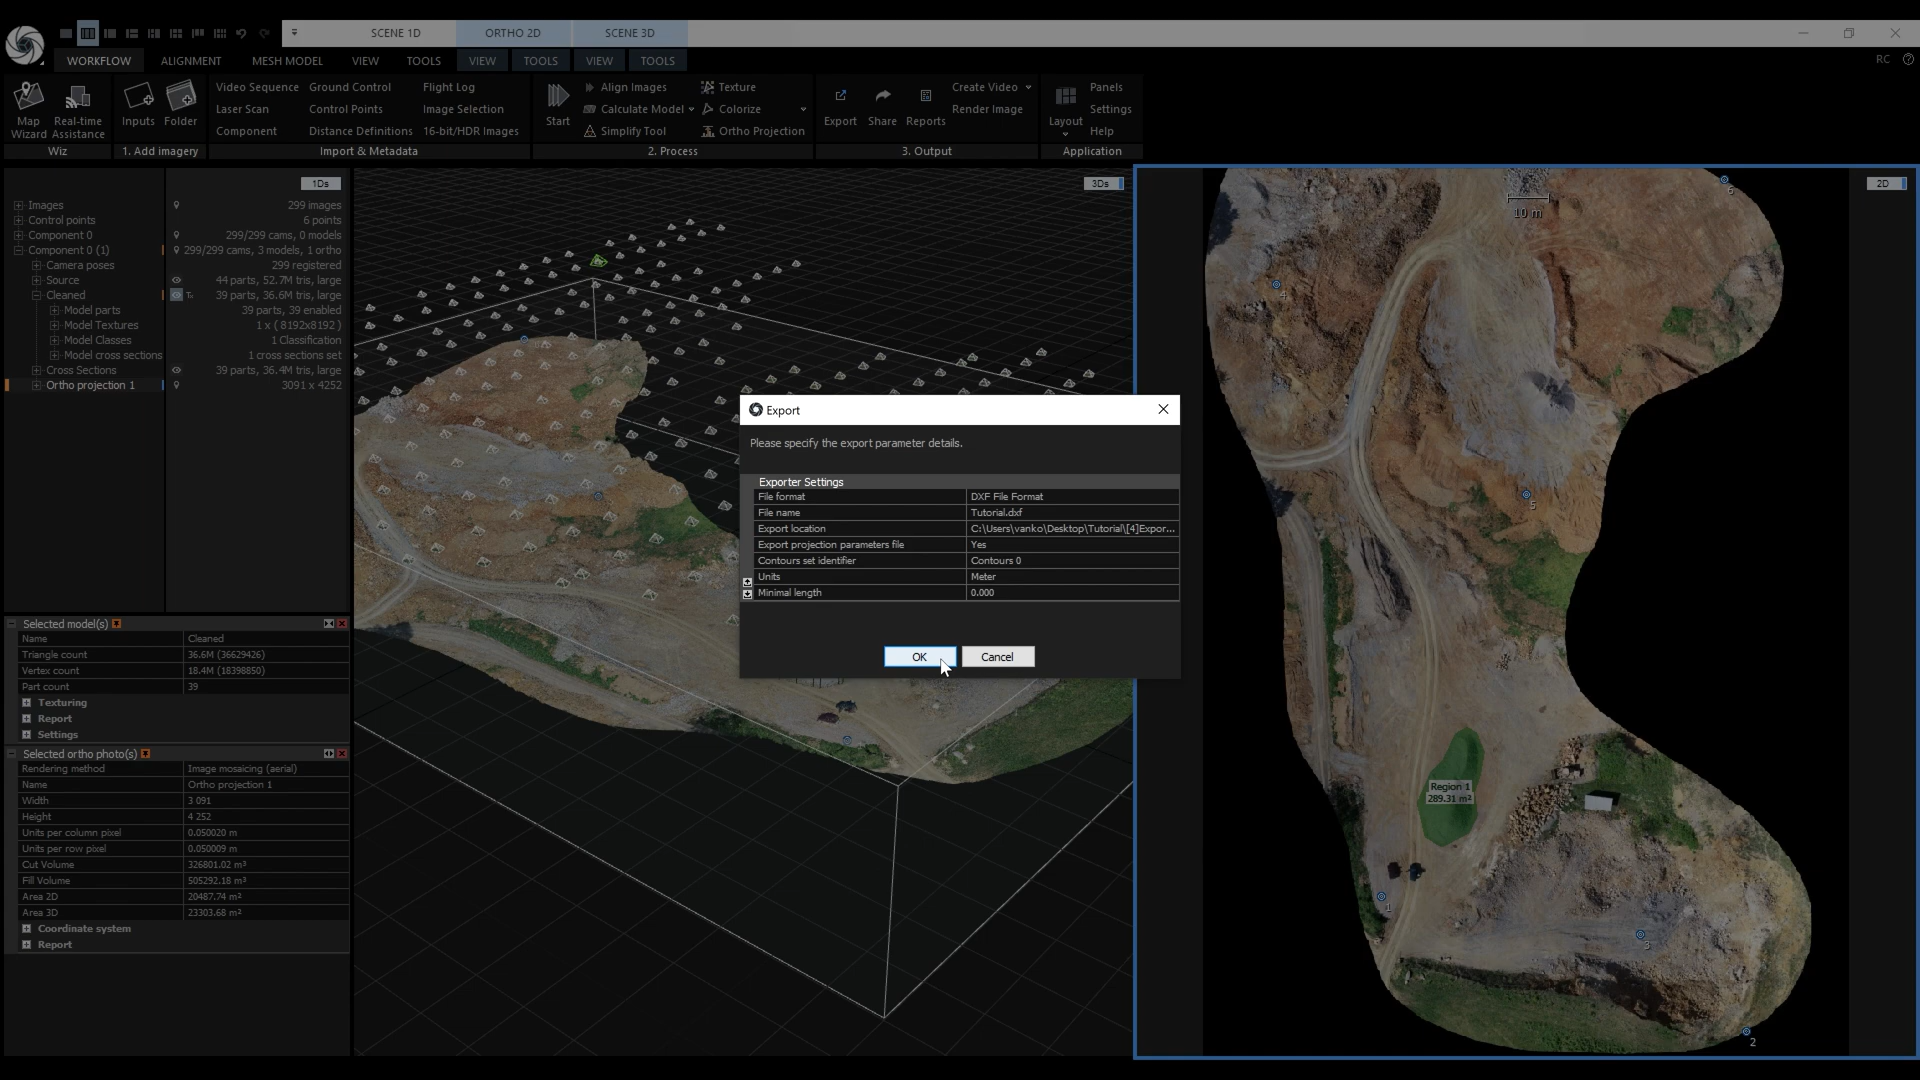 SCENE 1D
ORTHO 2D
SCENE 3D
WORKFLOW
ALIGNMENT
MESH MODEL
VIEW
TOOLS
VIEW
TOOLS
VIEW
TOOLS
RC
Map Wizard
Real-time Assistance
Wiz
Inputs
Folder
1. Add imagery
Video Sequence
Ground Control
Flight Log
Laser Scan
Control Points
Image Selection
Component
Distance Definitions
16-bit/HDR Images
Import & Metadata
Start
Align Images
Texture
Calculate Model
Colorize
Simplify Tool
Ortho Projection
2. Process
Export
Share
Reports
Create Video
Render Image
3. Output
Layout
Panels
Settings
Help
Application
1Ds
Images 299 images
Control points 6 points
Component 0 299/299 cams, 0 models
Component 0 (1) 299/299 cams, 3 models, 1 ortho
Camera poses 299 registered
Source 44 parts, 52.7M tris, large
Cleaned Tx 39 parts, 36.6M tris, large
Model parts 39 parts, 39 enabled
Model Textures 1 x ( 8192x8192 )
Model Classes 1 Classification
Model cross sections 1 cross sections set
Cross Sections 39 parts, 36.4M tris, large
Ortho projection 1 3091 x 4252
Selected model(s)
Name Cleaned
Triangle count 36.6M (36629426)
Vertex count 18.4M (18398850)
Part count 39
Texturing
Report
Settings
Selected ortho photo(s)
Rendering method Image mosaicing (aerial)
Name Ortho projection 1
Width 3 091
Height 4 252
Units per column pixel 0.050020 m
Units per row pixel 0.050009 m
Cut Volume 326801.02 m³
Fill Volume 505292.18 m³
Area 2D 20487.74 m²
Area 3D 23303.68 m²
Coordinate system
Report
3Ds
Export
Please specify the export parameter details.
Exporter Settings
File format DXF File Format
File name Tutorial.dxf
Export location C:\Users\vanko\Desktop\Tutorial\[4]Expor...
Export projection parameters file Yes
Contours set identifier Contours 0
Units Meter
Minimal length 0.000
OK
Cancel
2D
10 m
6
4
5
Region 1
289.31 m²
1
3
2